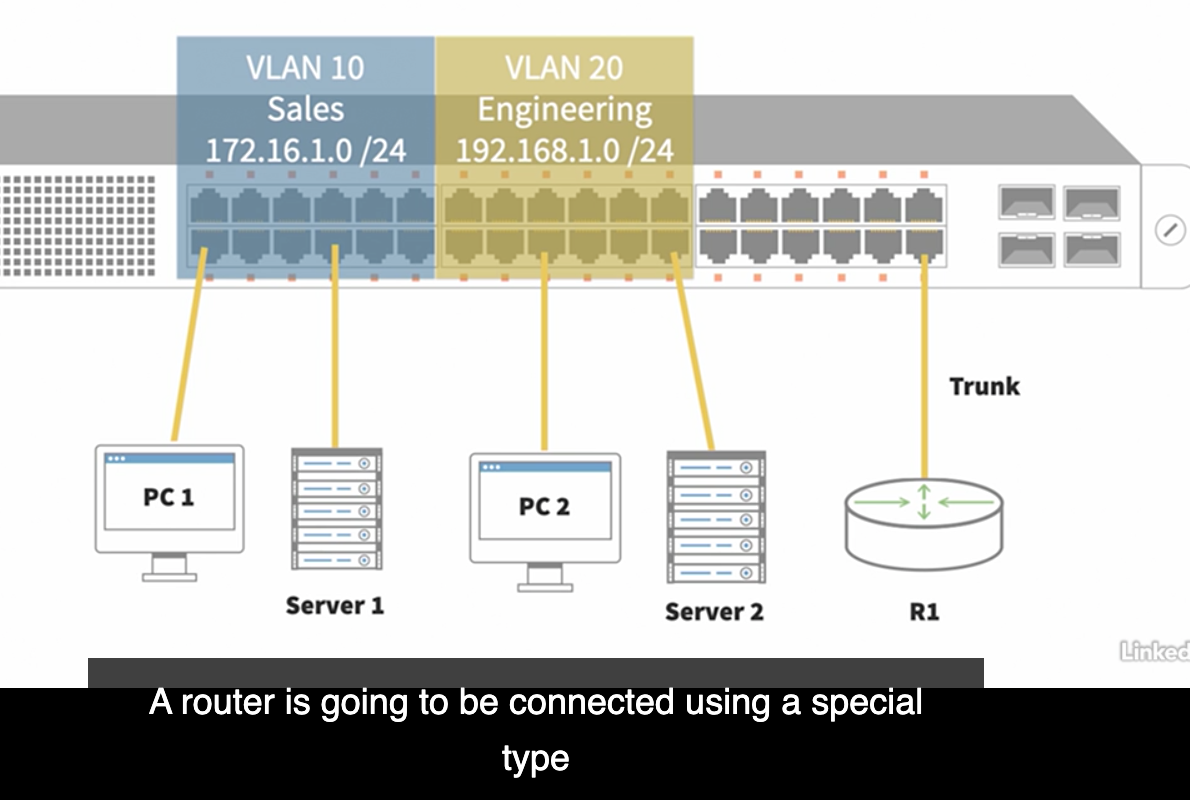 VLAN 10
Sales
172.16.1.0 /24
VLAN 20
Engineering
192.168.1.0 /24
Trunk
PC 1
Server 1
PC 2
Server 2
R1
Linked
A router is going to be connected using a special
type